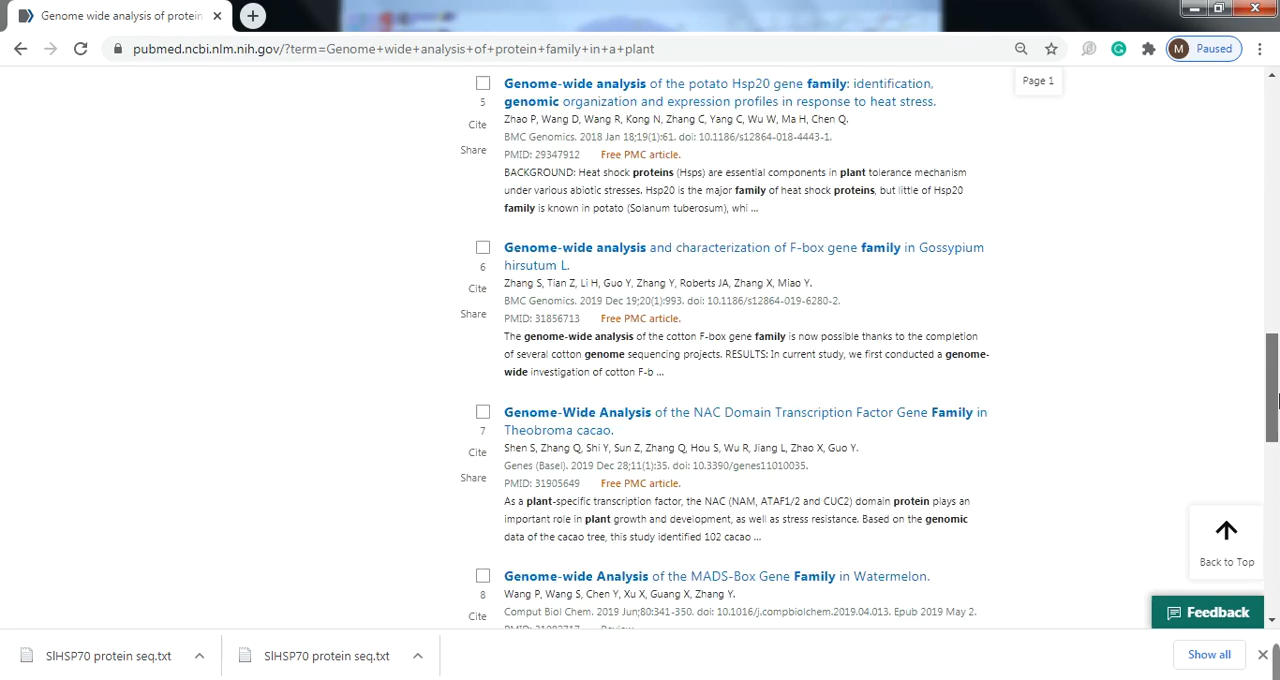 Genome wide analysis of protein
pubmed.ncbi.nlm.nih.gov/?term=Genome+wide+analysis+of+protein+family+in+a+plant
M Paused
Page 1
Genome-wide analysis of the potato Hsp20 gene family: identification,
5 genomic organization and expression profiles in response to heat stress.
Cite Zhao P, Wang D, Wang R, Kong N, Zhang C, Yang C, Wu W, Ma H, Chen Q.
BMC Genomics. 2018 Jan 18;19(1):61. doi: 10.1186/s12864-018-4443-1.
Share PMID: 29347912 Free PMC article.
BACKGROUND: Heat shock proteins (Hsps) are essential components in plant tolerance mechanism
under various abiotic stresses. Hsp20 is the major family of heat shock proteins, but little of Hsp20
family is known in potato (Solanum tuberosum), whi ...
Genome-wide analysis and characterization of F-box gene family in Gossypium
6 hirsutum L.
Cite Zhang S, Tian Z, Li H, Guo Y, Zhang Y, Roberts JA, Zhang X, Miao Y.
BMC Genomics. 2019 Dec 19;20(1):993. doi: 10.1186/s12864-019-6280-2.
Share PMID: 31856713 Free PMC article.
The genome-wide analysis of the cotton F-box gene family is now possible thanks to the completion
of several cotton genome sequencing projects. RESULTS: In current study, we first conducted a genome-
wide investigation of cotton F-b ...
Genome-Wide Analysis of the NAC Domain Transcription Factor Gene Family in
7 Theobroma cacao.
Cite Shen S, Zhang Q, Shi Y, Sun Z, Zhang Q, Hou S, Wu R, Jiang L, Zhao X, Guo Y.
Genes (Basel). 2019 Dec 28;11(1):35. doi: 10.3390/genes11010035.
Share PMID: 31905649 Free PMC article.
As a plant-specific transcription factor, the NAC (NAM, ATAF1/2 and CUC2) domain protein plays an
important role in plant growth and development, as well as stress resistance. Based on the genomic
data of the cacao tree, this study identified 102 cacao ...
Genome-wide Analysis of the MADS-Box Gene Family in Watermelon.
8 Wang P, Wang S, Chen Y, Xu X, Guang X, Zhang Y.
Cite Comput Biol Chem. 2019 Jun;80:341-350. doi: 10.1016/j.compbiolchem.2019.04.013. Epub 2019 May 2.
Back to Top
Feedback
SlHSP70 protein seq.txt
SlHSP70 protein seq.txt
Show all